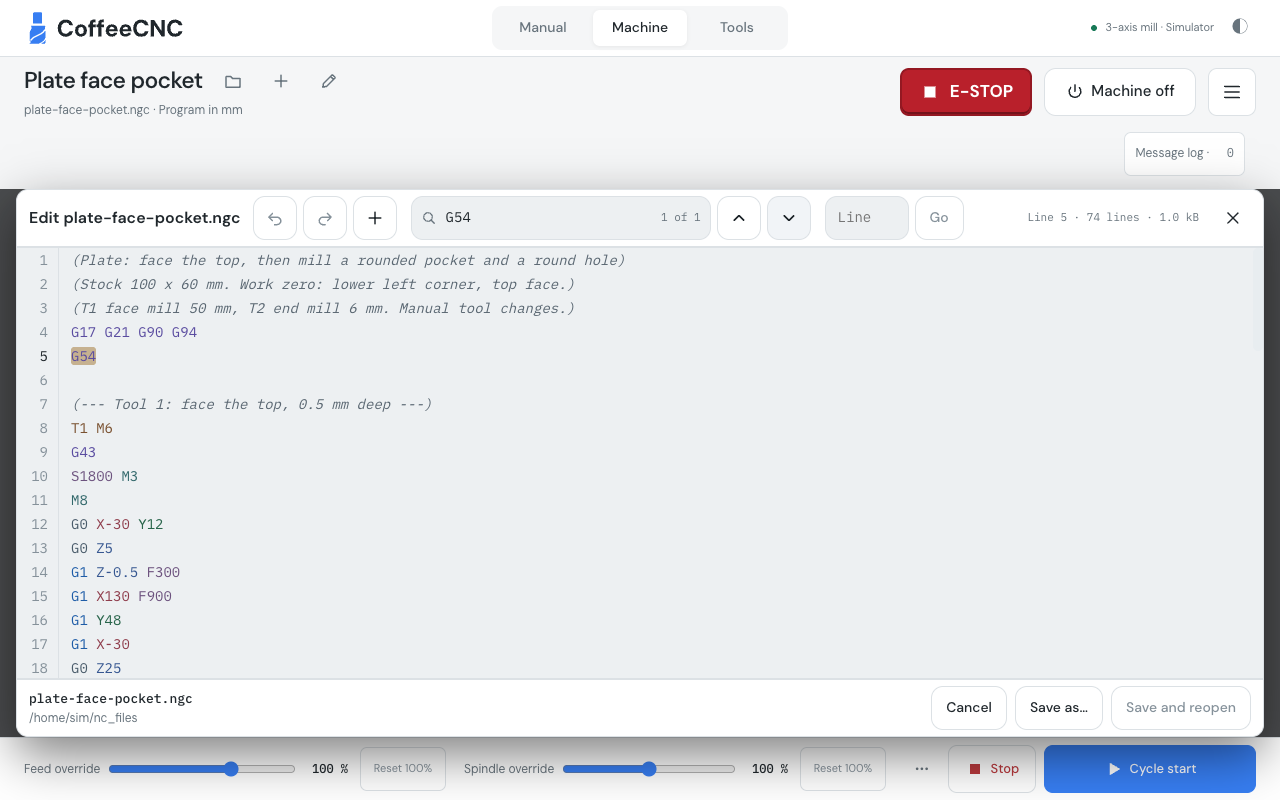 CoffeeCNC
Manual
Machine
Tools
3-axis mill · Simulator
Plate face pocket
plate-face-pocket.ngc · Program in mm
E-STOP
Machine off
Message log · 0
Edit plate-face-pocket.ngc
G54
1 of 1
Line
Go
Line 5 · 74 lines · 1.0 kB
1 (Plate: face the top, then mill a rounded pocket and a round hole)
2 (Stock 100 x 60 mm. Work zero: lower left corner, top face.)
3 (T1 face mill 50 mm, T2 end mill 6 mm. Manual tool changes.)
4 G17 G21 G90 G94
5 G54
6
7 (--- Tool 1: face the top, 0.5 mm deep ---)
8 T1 M6
9 G43
10 S1800 M3
11 M8
12 G0 X-30 Y12
13 G0 Z5
14 G1 Z-0.5 F300
15 G1 X130 F900
16 G1 Y48
17 G1 X-30
18 G0 Z25
plate-face-pocket.ngc
/home/sim/nc_files
Cancel
Save as…
Save and reopen
Feed override
100 %
Reset 100%
Spindle override
100 %
Reset 100%
Stop
Cycle start